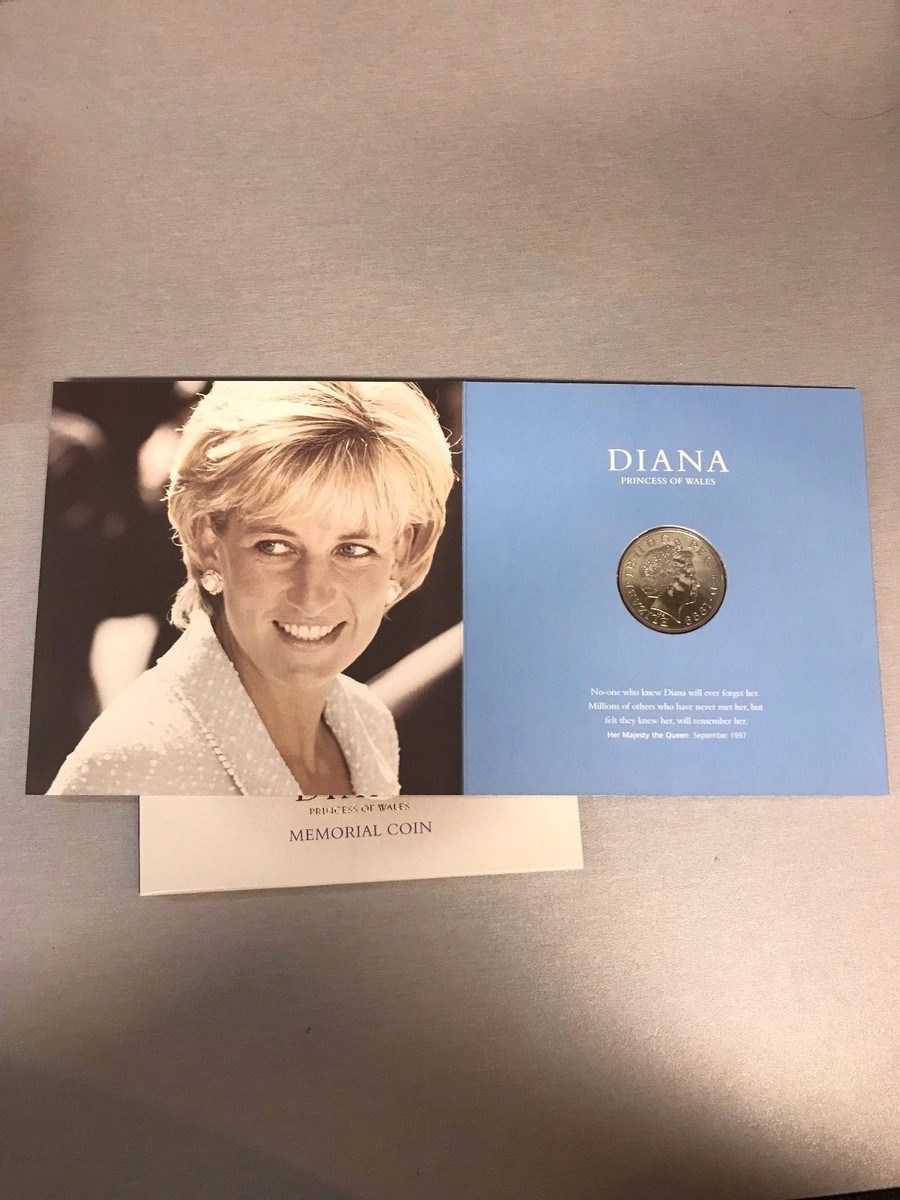 DIANA
PRINCESS OF WALES
ELIZABETH
1999
No-one who knew Diana will ever forget her.
Millions of others who have never met her, but
felt they knew her, will remember her.
Her Majesty the Queen September 1997
PRINCESS OF WALES
MEMORIAL COIN